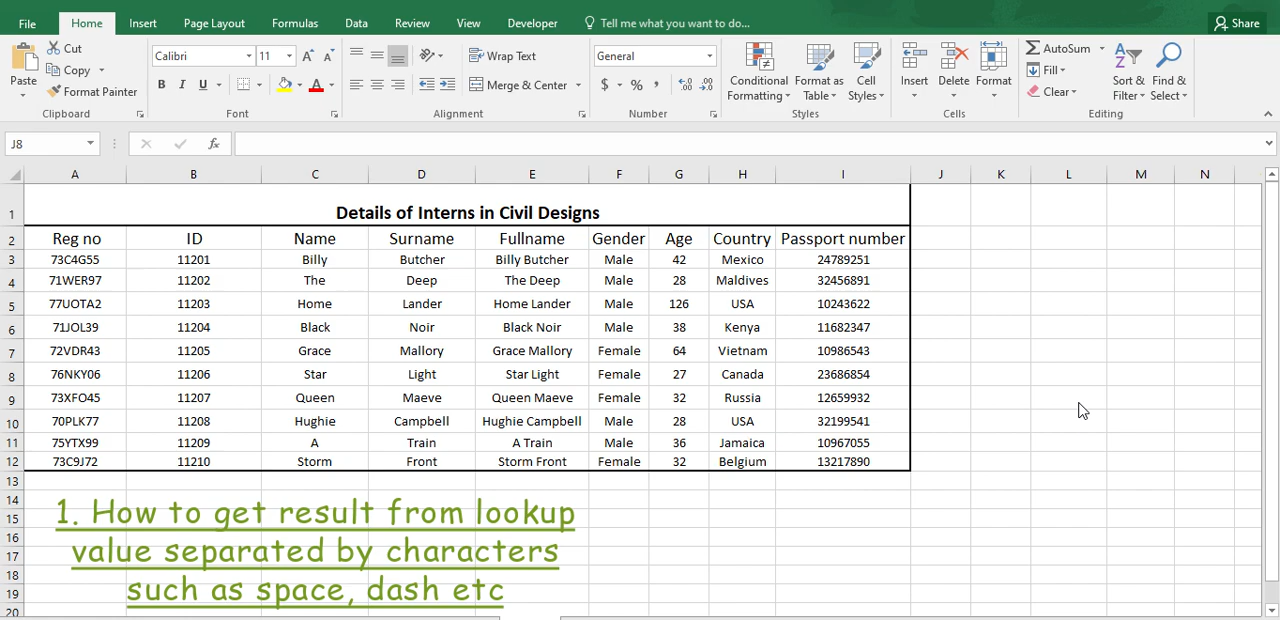 File Home Insert Page Layout Formulas Data Review View Developer Tell me what you want to do... Share
Paste Cut Copy Format Painter Clipboard
Calibri 11 A A B I U A Font
Wrap Text Merge & Center Alignment
General $ % , .0 .00 .00 .0 Number
Conditional Formatting Format as Table Cell Styles Styles
Insert Delete Format Cells
AutoSum Fill Clear Sort & Filter Find & Select Editing
J8 fx
A B C D E F G H I J K L M N
1 Details of Interns in Civil Designs
2 Reg no ID Name Surname Fullname Gender Age Country Passport number
3 73C4G55 11201 Billy Butcher Billy Butcher Male 42 Mexico 24789251
4 71WER97 11202 The Deep The Deep Male 28 Maldives 32456891
5 77UOTA2 11203 Home Lander Home Lander Male 126 USA 10243622
6 71JOL39 11204 Black Noir Black Noir Male 38 Kenya 11682347
7 72VDR43 11205 Grace Mallory Grace Mallory Female 64 Vietnam 10986543
8 76NKY06 11206 Star Light Star Light Female 27 Canada 23686854
9 73XFO45 11207 Queen Maeve Queen Maeve Female 32 Russia 12659932
10 70PLK77 11208 Hughie Campbell Hughie Campbell Male 28 USA 32199541
11 75YTX99 11209 A Train A Train Male 36 Jamaica 10967055
12 73C9J72 11210 Storm Front Storm Front Female 32 Belgium 13217890
13
14
15
16
17
18
19
20
1. How to get result from lookup
value separated by characters
such as space, dash etc